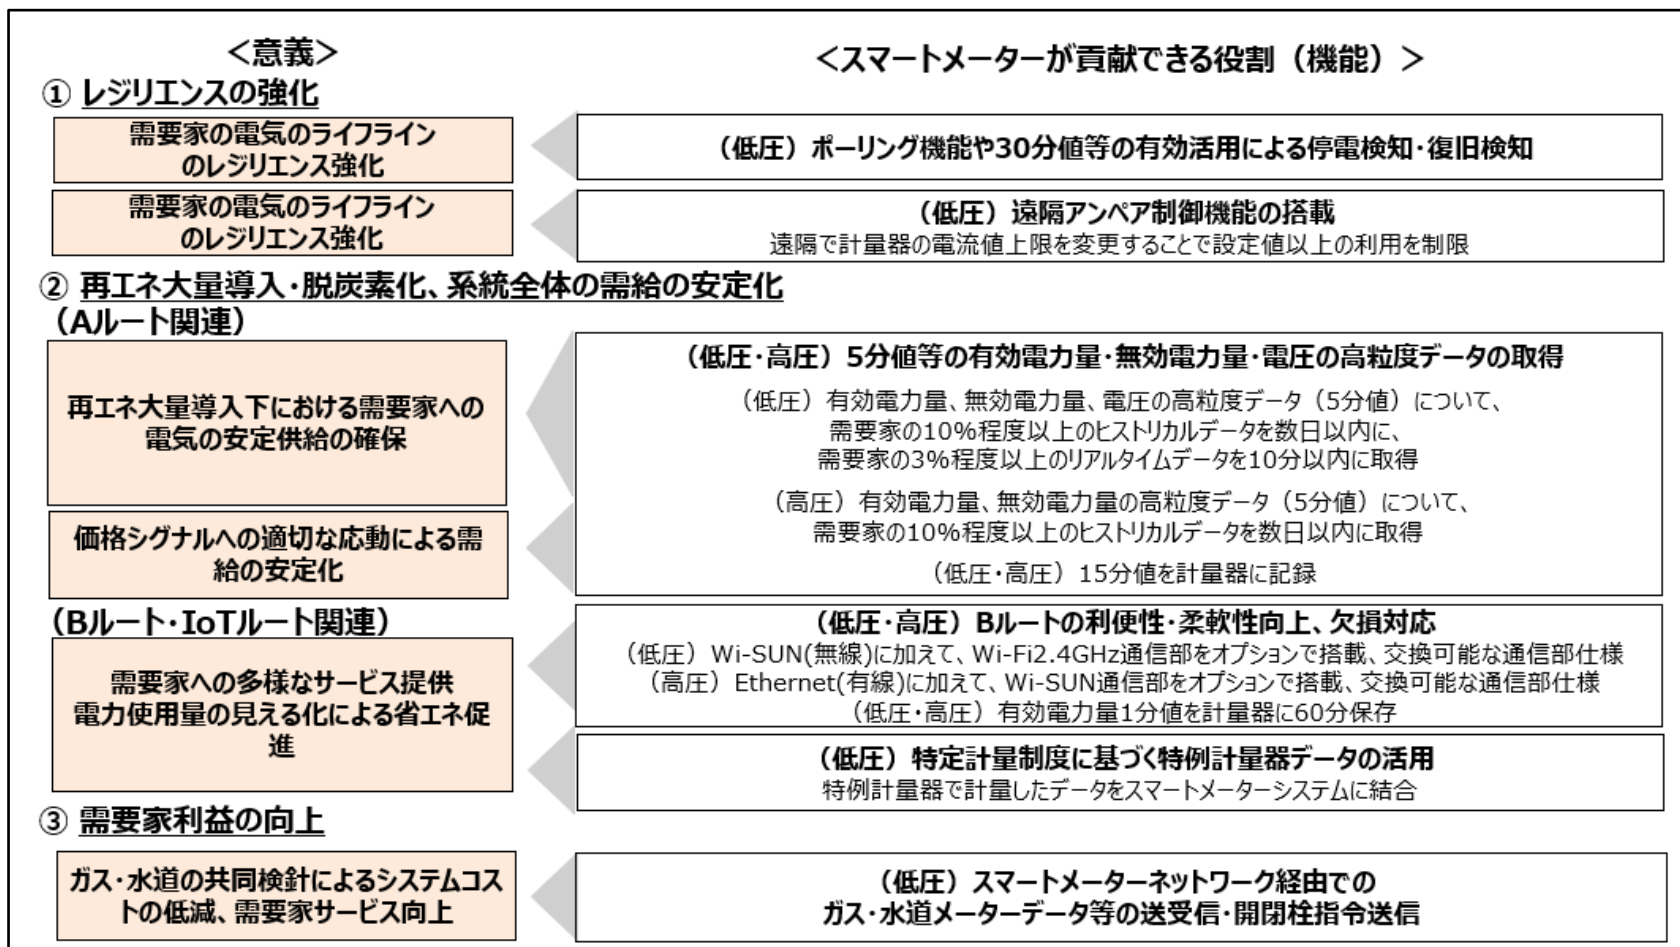 ＜意義＞
＜スマートメーターが貢献できる役割（機能）＞
① レジリエンスの強化
需要家の電気のライフライン
のレジリエンス強化
（低圧）ポーリング機能や30分値等の有効活用による停電検知・復旧検知
需要家の電気のライフライン
のレジリエンス強化
（低圧）遠隔アンペア制御機能の搭載
遠隔で計量器の電流値上限を変更することで設定値以上の利用を制限
② 再エネ大量導入・脱炭素化、系統全体の需給の安定化
（Aルート関連）
再エネ大量導入下における需要家への
電気の安定供給の確保
価格シグナルへの適切な応動による需
給の安定化
（低圧・高圧）5分値等の有効電力量・無効電力量・電圧の高粒度データの取得
（低圧）有効電力量、無効電力量、電圧の高粒度データ（5分値）について、
需要家の10%程度以上のヒストリカルデータを数日以内に、
需要家の3%程度以上のリアルタイムデータを10分以内に取得
（高圧）有効電力量、無効電力量の高粒度データ（5分値）について、
需要家の10%程度以上のヒストリカルデータを数日以内に取得
（低圧・高圧）15分値を計量器に記録
（Bルート・IoTルート関連）
需要家への多様なサービス提供
電力使用量の見える化による省エネ促
進
（低圧・高圧）Bルートの利便性・柔軟性向上、欠損対応
（低圧）Wi-SUN(無線)に加えて、Wi-Fi2.4GHz通信部をオプションで搭載、交換可能な通信部仕様
（高圧）Ethernet(有線)に加えて、Wi-SUN通信部をオプションで搭載、交換可能な通信部仕様
（低圧・高圧）有効電力量1分値を計量器に60分保存
（低圧）特定計量制度に基づく特例計量器データの活用
特例計量器で計量したデータをスマートメーターシステムに結合
③ 需要家利益の向上
ガス・水道の共同検針によるシステムコス
トの低減、需要家サービス向上
（低圧）スマートメーターネットワーク経由での
ガス・水道メーターデータ等の送受信・開閉栓指令送信